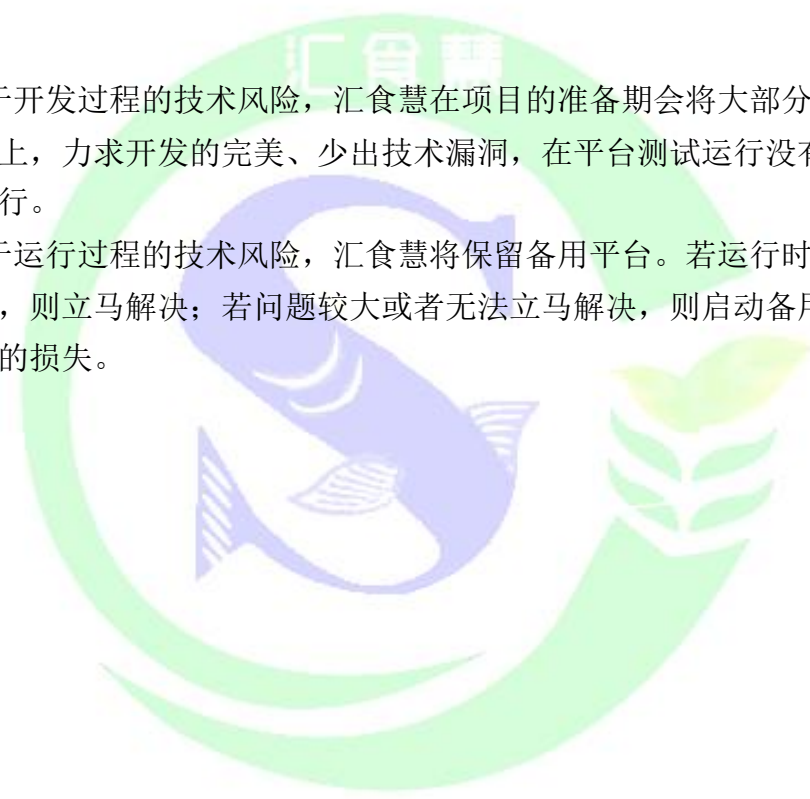 汇食慧
于开发过程的技术风险，汇食慧在项目的准备期会将大部分
上，力求开发的完美、少出技术漏洞，在平台测试运行没有
行。
于运行过程的技术风险，汇食慧将保留备用平台。若运行时
，则立马解决；若问题较大或者无法立马解决，则启动备用
的损失。